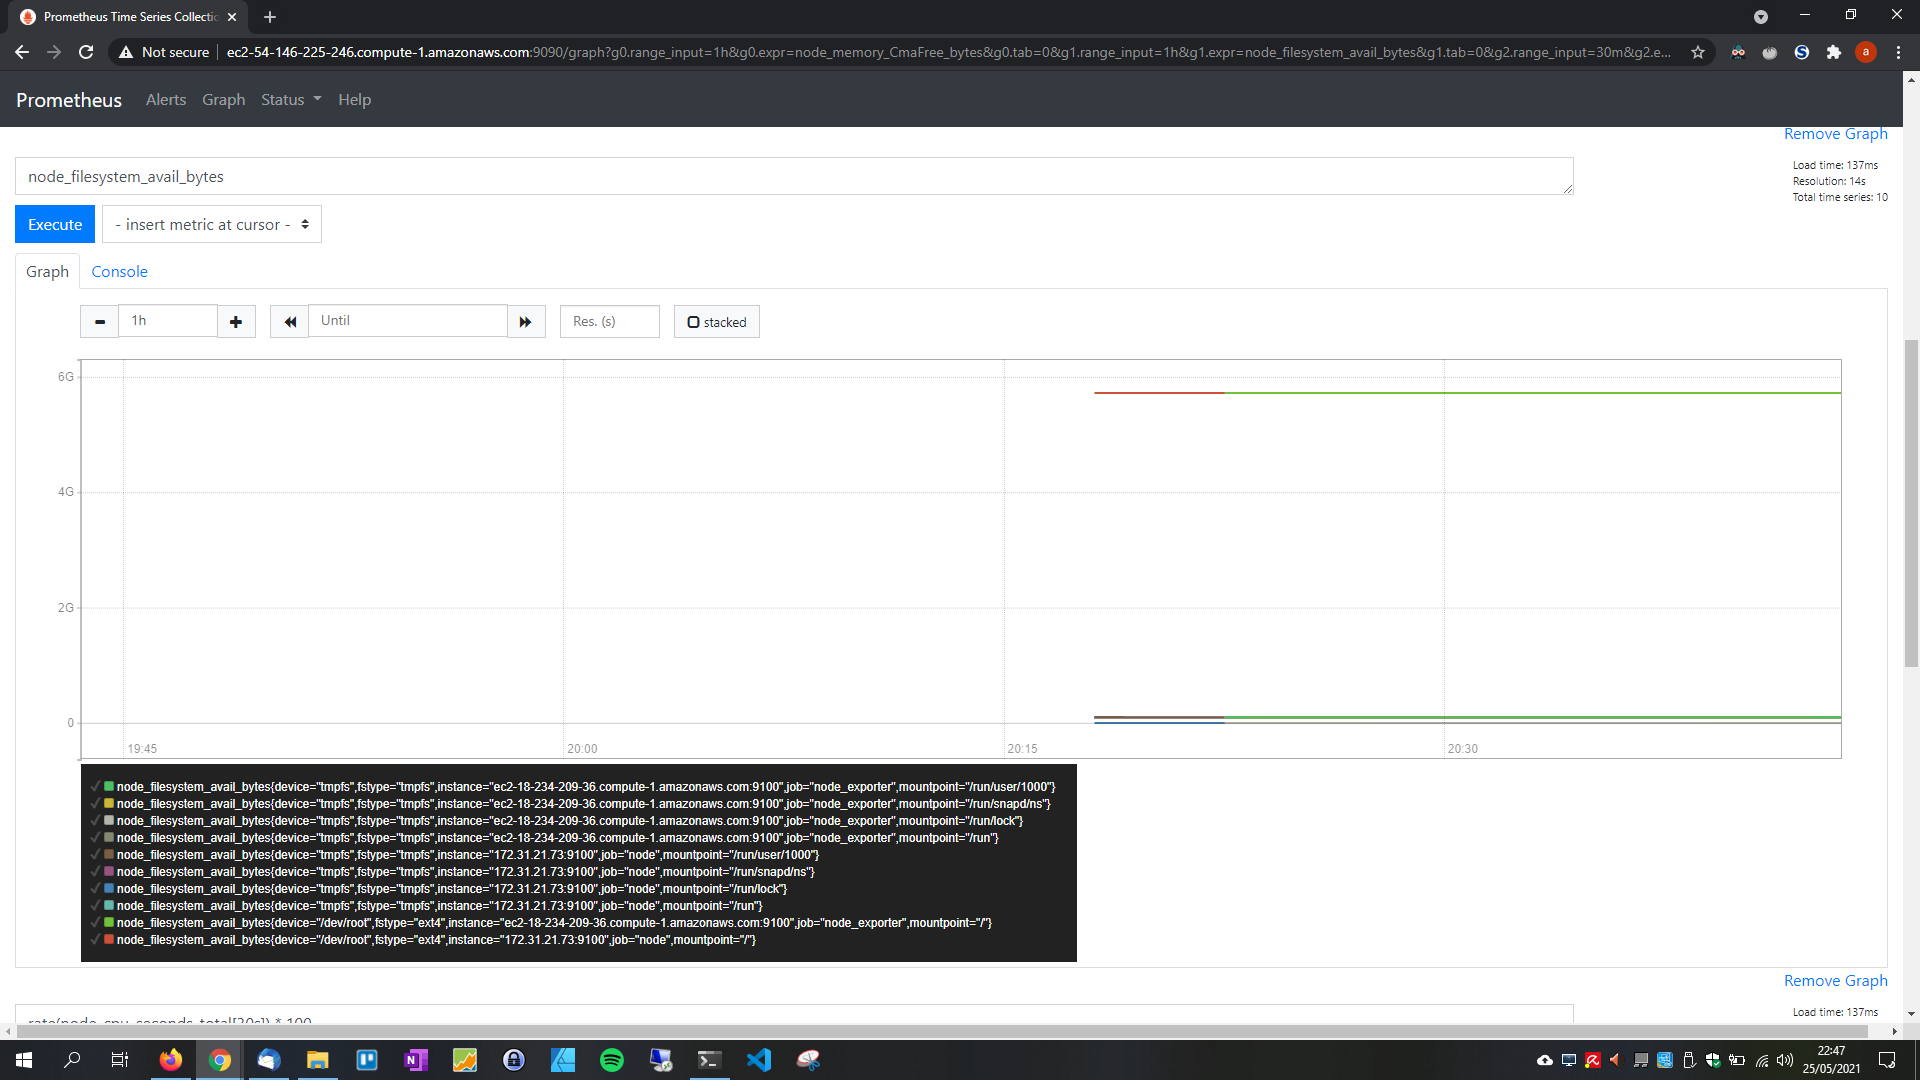 Prometheus Time Series Collectio
Not secure
ec2-54-146-225-246.compute-1.amazonaws.com:9090/graph?g0.range_input=1h&g0.expr=node_memory_CmaFree_bytes&g0.tab=0&g1.range_input=1h&g1.expr=node_filesystem_avail_bytes&g1.tab=0&g2.range_input=30m&g2.e...
a
Prometheus Alerts Graph Status Help
Remove Graph
node_filesystem_avail_bytes
Load time: 137ms
Resolution: 14s
Total time series: 10
Execute
- insert metric at cursor -
Graph Console
1h
Until
Res. (s)
stacked
6G
4G
2G
0
19:45 20:00 20:15 20:30
node_filesystem_avail_bytes{device="tmpfs",fstype="tmpfs",instance="ec2-18-234-209-36.compute-1.amazonaws.com:9100",job="node_exporter",mountpoint="/run/user/1000"}
node_filesystem_avail_bytes{device="tmpfs",fstype="tmpfs",instance="ec2-18-234-209-36.compute-1.amazonaws.com:9100",job="node_exporter",mountpoint="/run/snapd/ns"}
node_filesystem_avail_bytes{device="tmpfs",fstype="tmpfs",instance="ec2-18-234-209-36.compute-1.amazonaws.com:9100",job="node_exporter",mountpoint="/run/lock"}
node_filesystem_avail_bytes{device="tmpfs",fstype="tmpfs",instance="ec2-18-234-209-36.compute-1.amazonaws.com:9100",job="node_exporter",mountpoint="/run"}
node_filesystem_avail_bytes{device="tmpfs",fstype="tmpfs",instance="172.31.21.73:9100",job="node",mountpoint="/run/user/1000"}
node_filesystem_avail_bytes{device="tmpfs",fstype="tmpfs",instance="172.31.21.73:9100",job="node",mountpoint="/run/snapd/ns"}
node_filesystem_avail_bytes{device="tmpfs",fstype="tmpfs",instance="172.31.21.73:9100",job="node",mountpoint="/run/lock"}
node_filesystem_avail_bytes{device="tmpfs",fstype="tmpfs",instance="172.31.21.73:9100",job="node",mountpoint="/run"}
node_filesystem_avail_bytes{device="/dev/root",fstype="ext4",instance="ec2-18-234-209-36.compute-1.amazonaws.com:9100",job="node_exporter",mountpoint="/"}
node_filesystem_avail_bytes{device="/dev/root",fstype="ext4",instance="172.31.21.73:9100",job="node",mountpoint="/"}
Remove Graph
rate(node_cpu_seconds_total[30s]) * 100
Load time: 137ms
22:47
25/05/2021